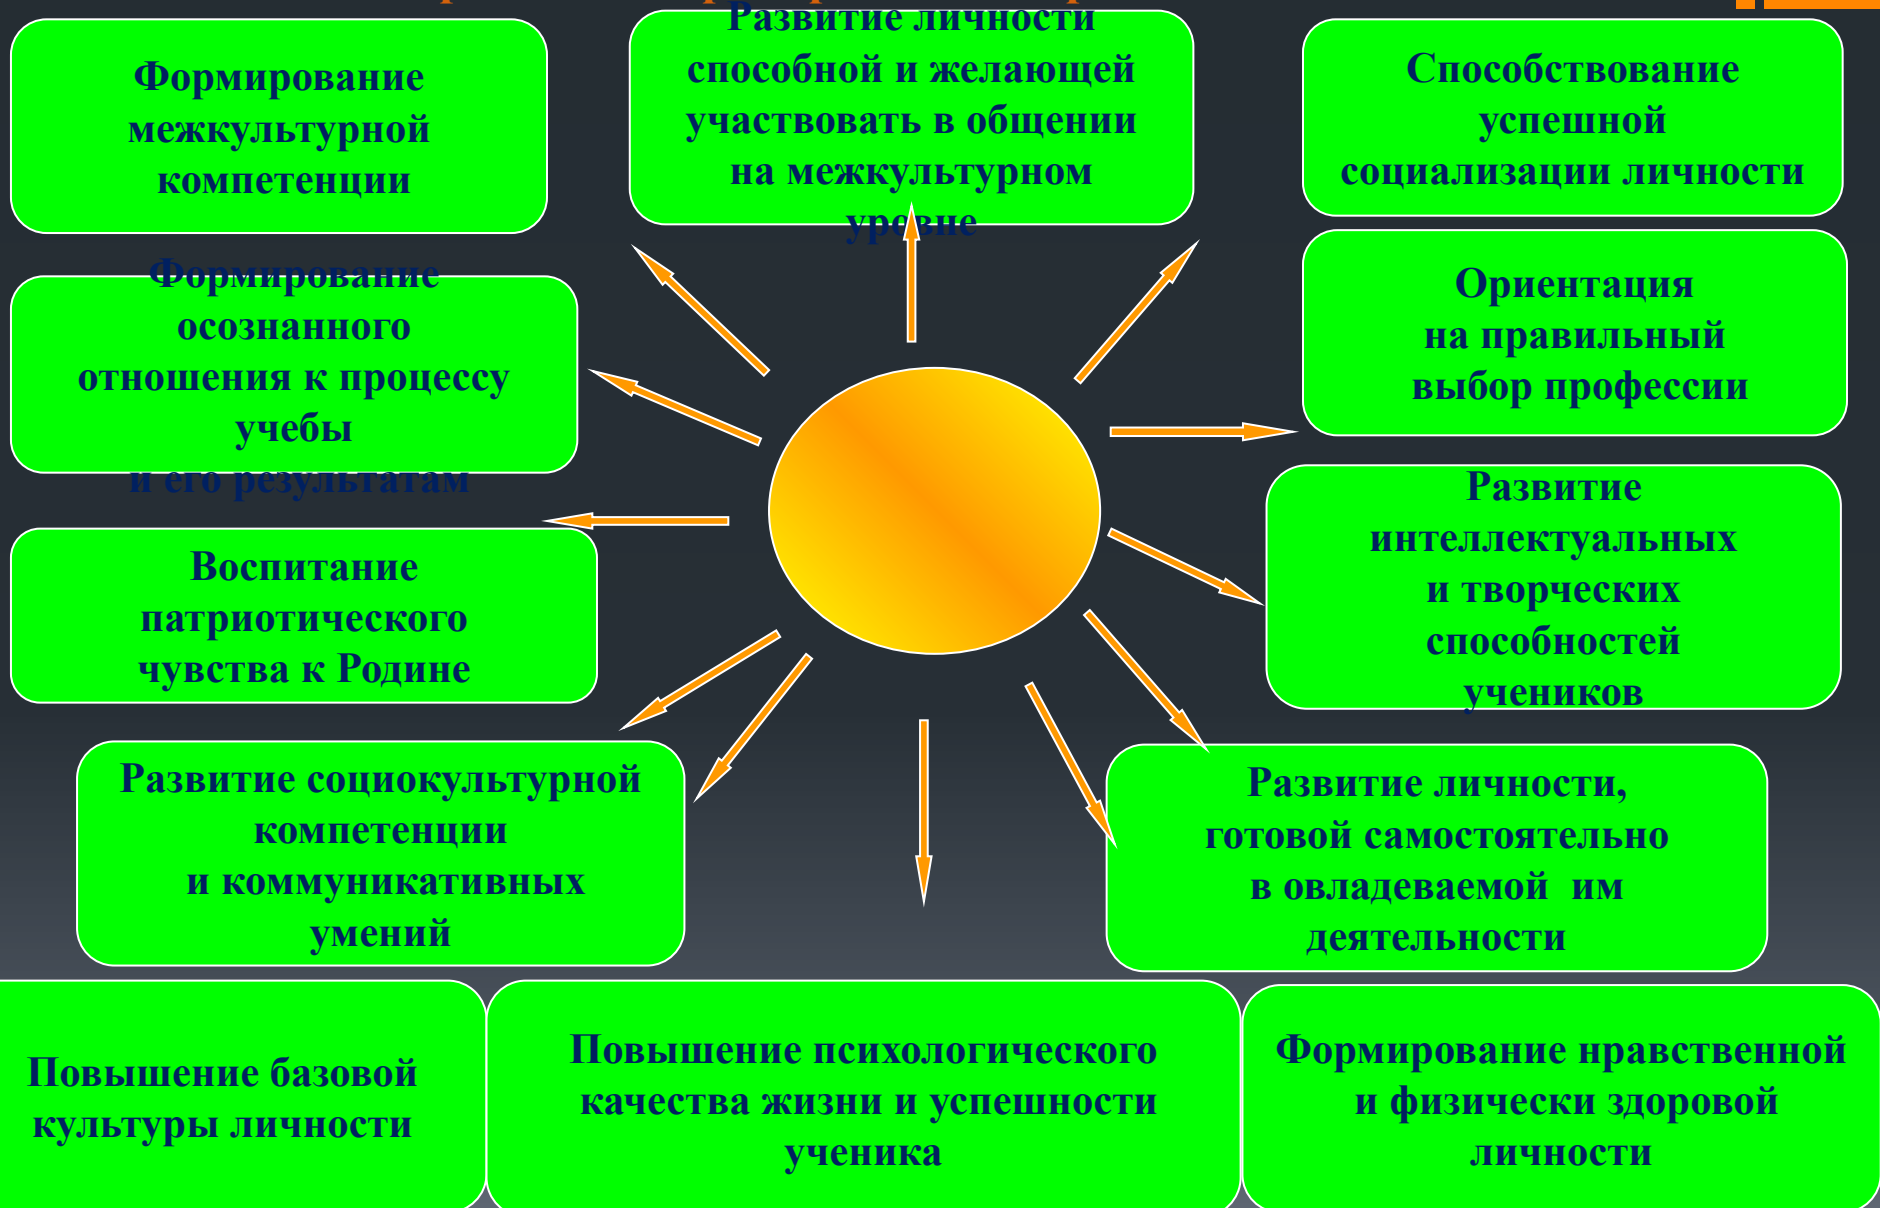 Формирование
межкультурной
компетенции
Развитие личности
способной и желающей
участвовать в общении
на межкультурном
уровне
Способствование
успешной
социализации личности
Формирование
осознанного
отношения к процессу
учебы
и его результатам
Ориентация
на правильный
выбор профессии
Воспитание
патриотического
чувства к Родине
Развитие
интеллектуальных
и творческих
способностей
учеников
Развитие социокультурной
компетенции
и коммуникативных
умений
Развитие личности,
готовой самостоятельно
в овладеваемой им
деятельности
Повышение базовой
культуры личности
Повышение психологического
качества жизни и успешности
ученика
Формирование нравственной
и физически здоровой
личности